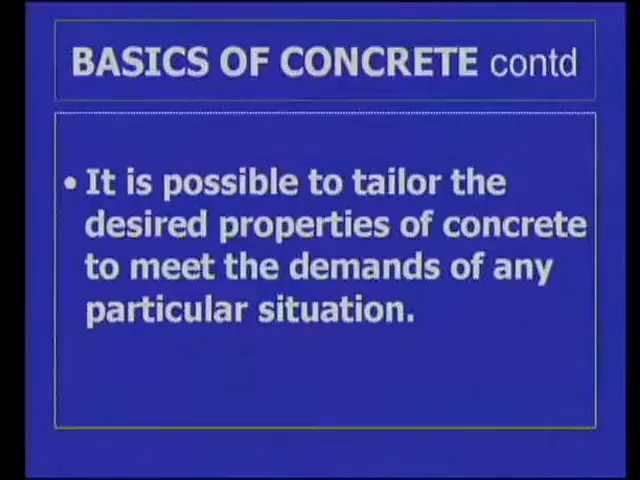 BASICS OF CONCRETE contd
• It is possible to tailor the
desired properties of concrete
to meet the demands of any
particular situation.